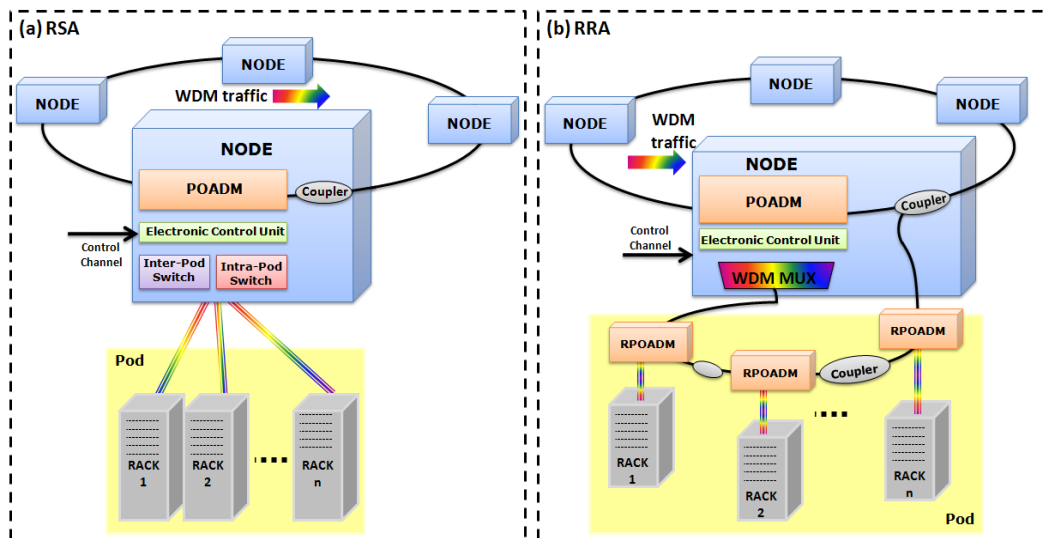 (a) RSA
NODE
NODE
NODE
WDM traffic
NODE
POADM
Coupler
Electronic Control Unit
Control
Channel
Inter-Pod
Switch
Intra-Pod
Switch
Pod
RACK
1
RACK
2
RACK
n
(b) RRA
NODE
NODE
NODE
WDM
traffic
NODE
POADM
Coupler
Electronic Control Unit
Control
Channel
WDM MUX
RPOADM
RPOADM
RPOADM
Coupler
RACK
1
RACK
2
RACK
n
Pod